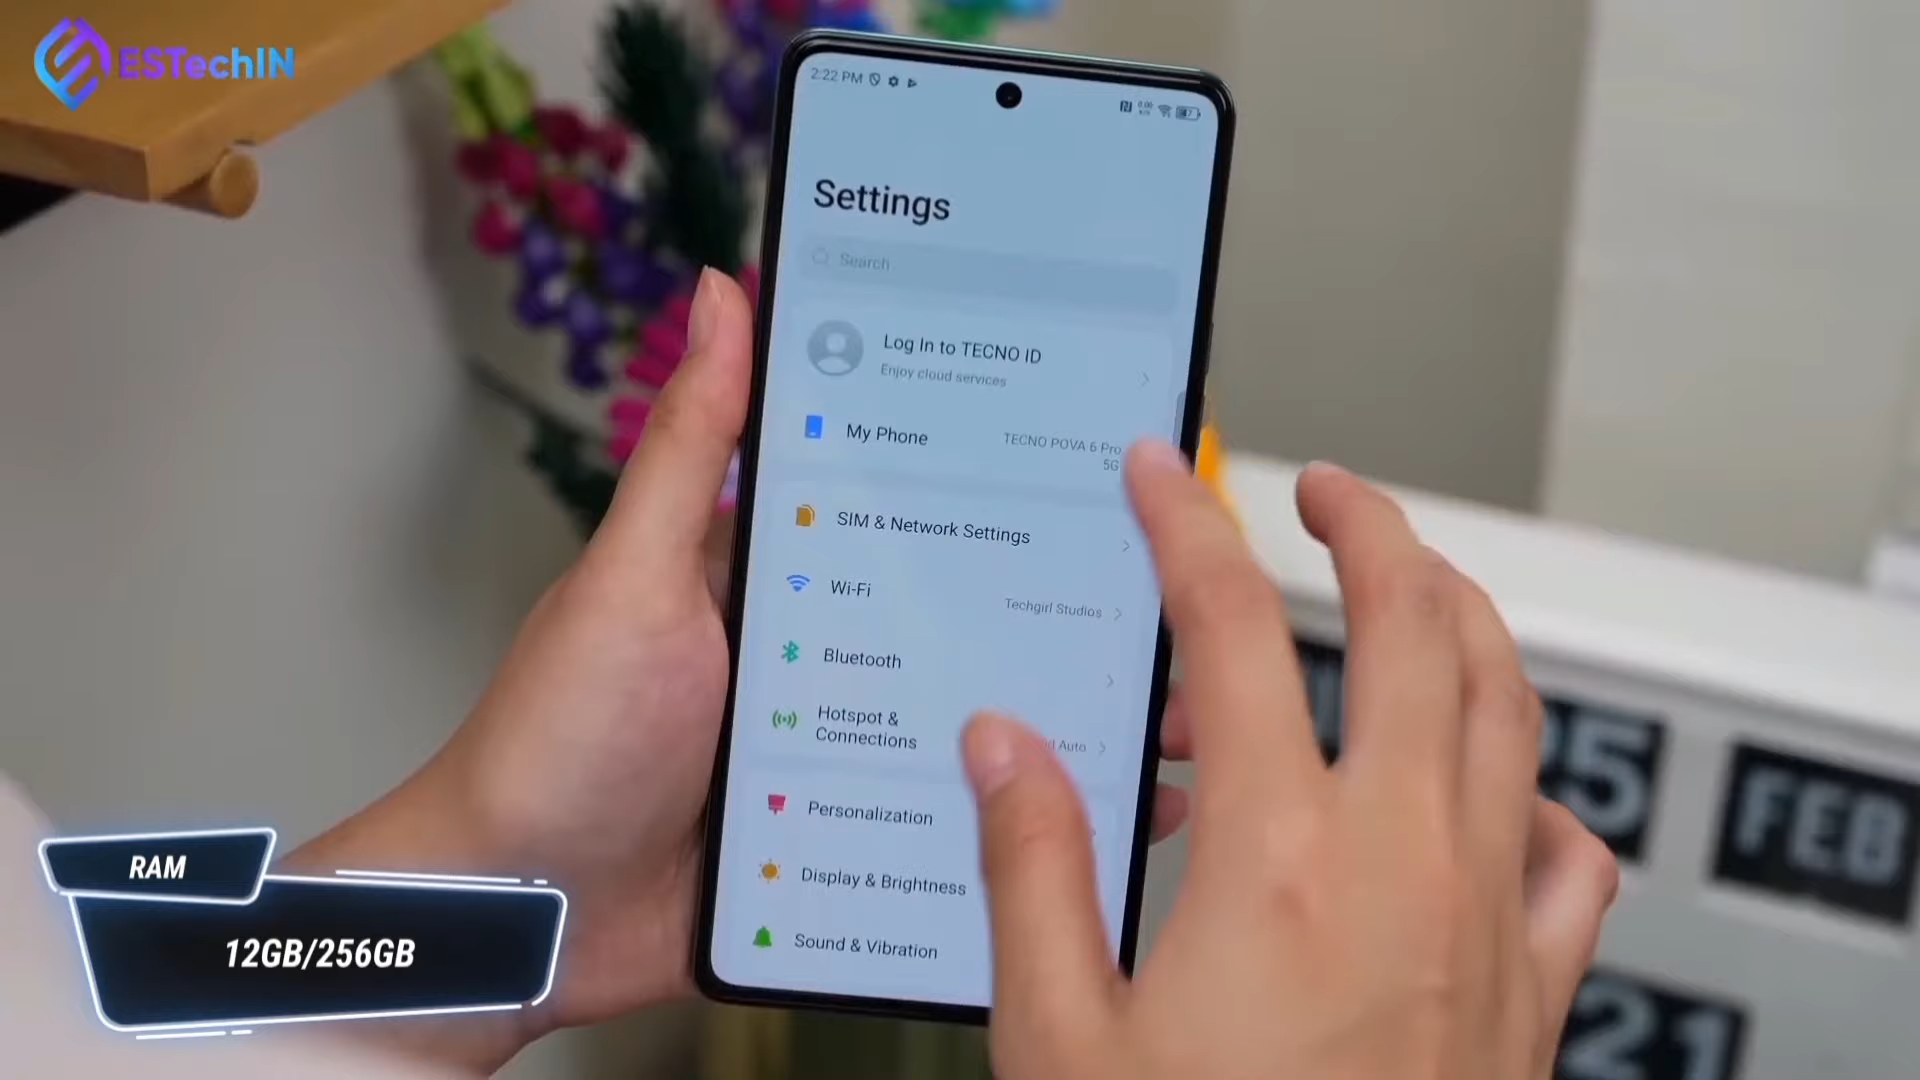 ESTechIN
2:22 PM
Settings
Search
Log In to TECNO ID
Enjoy cloud services
My Phone
TECNO POVA 6 Pro
5G
SIM & Network Settings
Wi-Fi
Techgirl Studios
Bluetooth
Hotspot &
Connections
Auto
Personalization
Display & Brightness
Sound & Vibration
RAM
12GB/256GB
FEB
21